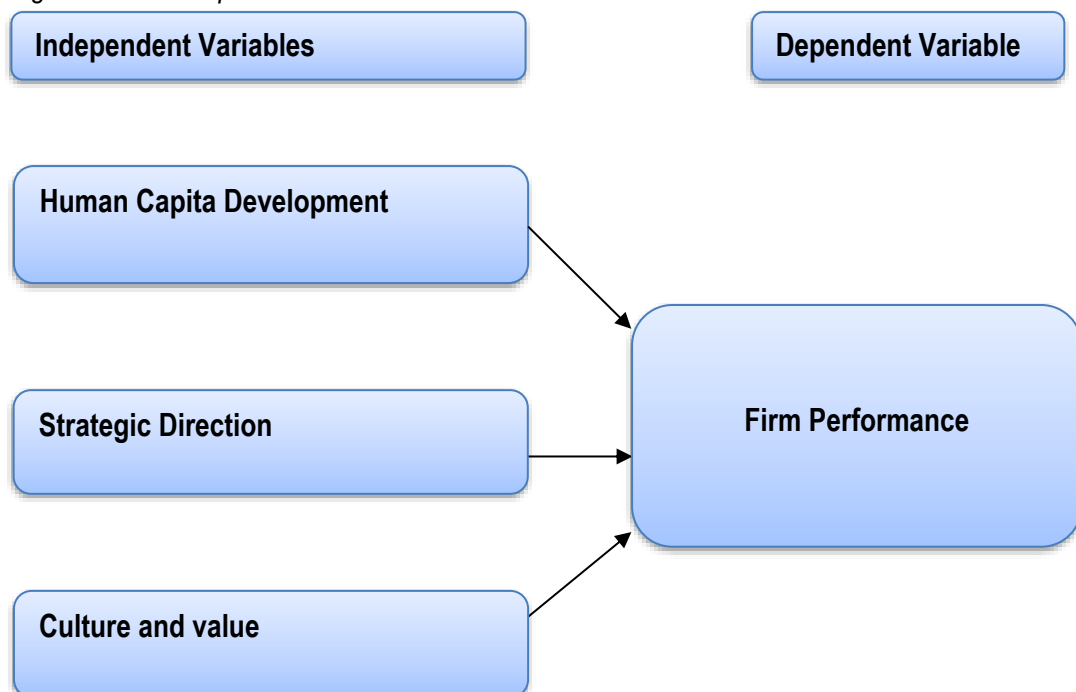 Independent Variables
Dependent Variable
Human Capita Development
Strategic Direction
Firm Performance
Culture and value